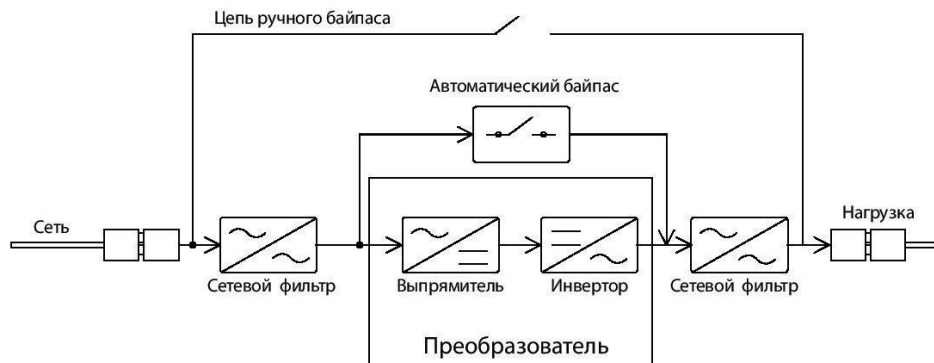 Цепь ручного байпаса
Автоматический байпас
Сеть
Нагрузка
Сетевой фильтр
Выпрямитель
Инвертор
Сетевой фильтр
Преобразователь